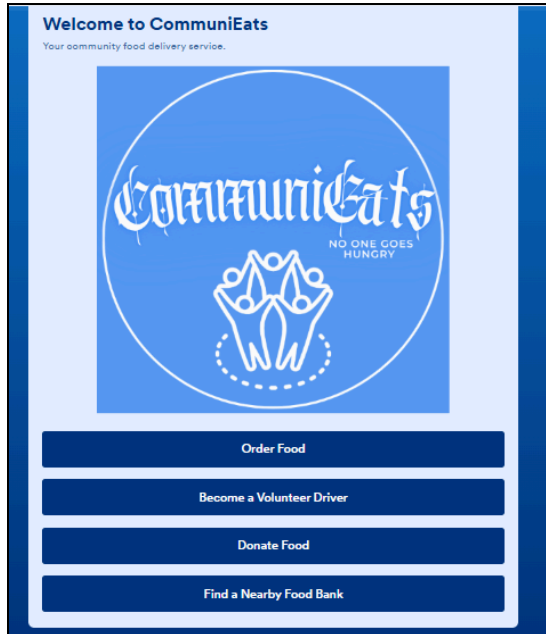 Welcome to CommuniEats
Your community food delivery service.
CommuniEats
NO ONE GOES
HUNGRY
Order Food
Become a Volunteer Driver
Donate Food
Find a Nearby Food Bank